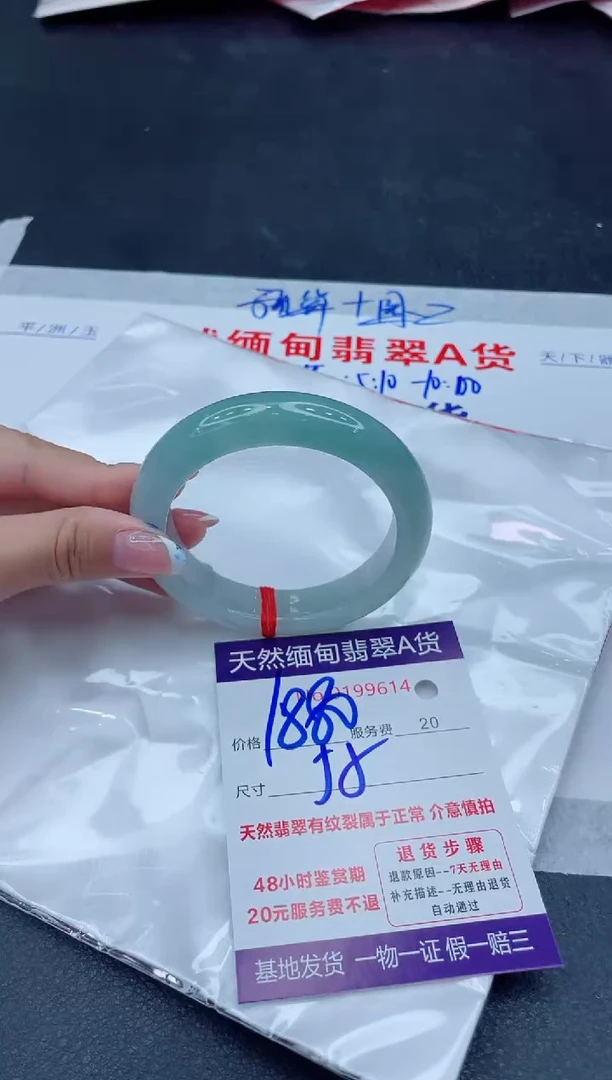 平/洲/玉
缅甸翡翠A货
天/下/
天然缅甸翡翠A货
0199614
价格 1880 服务费 20
尺寸 58
天然翡翠有纹裂属于正常 介意慎拍
48小时鉴赏期
20元服务费不退
退货步骤
退款原因--7天无理由
补充描述--无理由退货
自动通过
基地发货 一物一证 假一赔三